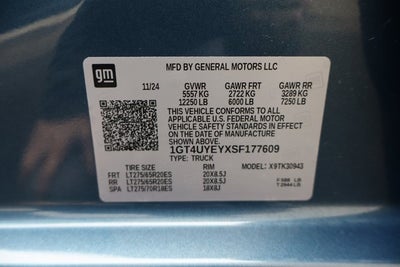 gm
MFD BY GENERAL MOTORS LLC
11/24 GVWR GAWR FRT GAWR RR
5557 KG 2722 KG 3289 KG
12250 LB 6000 LB 7250 LB
THIS VEHICLE CONFORMS TO ALL
APPLICABLE U.S. FEDERAL MOTOR
VEHICLE SAFETY STANDARDS IN EFFECT
ON THE DATE OF MANUFACTURE
SHOWN ABOVE.
1GT4UYEYXSF177609
TYPE: TRUCK
TIRE SIZE RIM MODEL: X9TK30943
FRT LT275/65R20ES 20X8.5J
RR LT275/65R20ES 20X8.5J
SPA LT275/70R18ES 18X8J